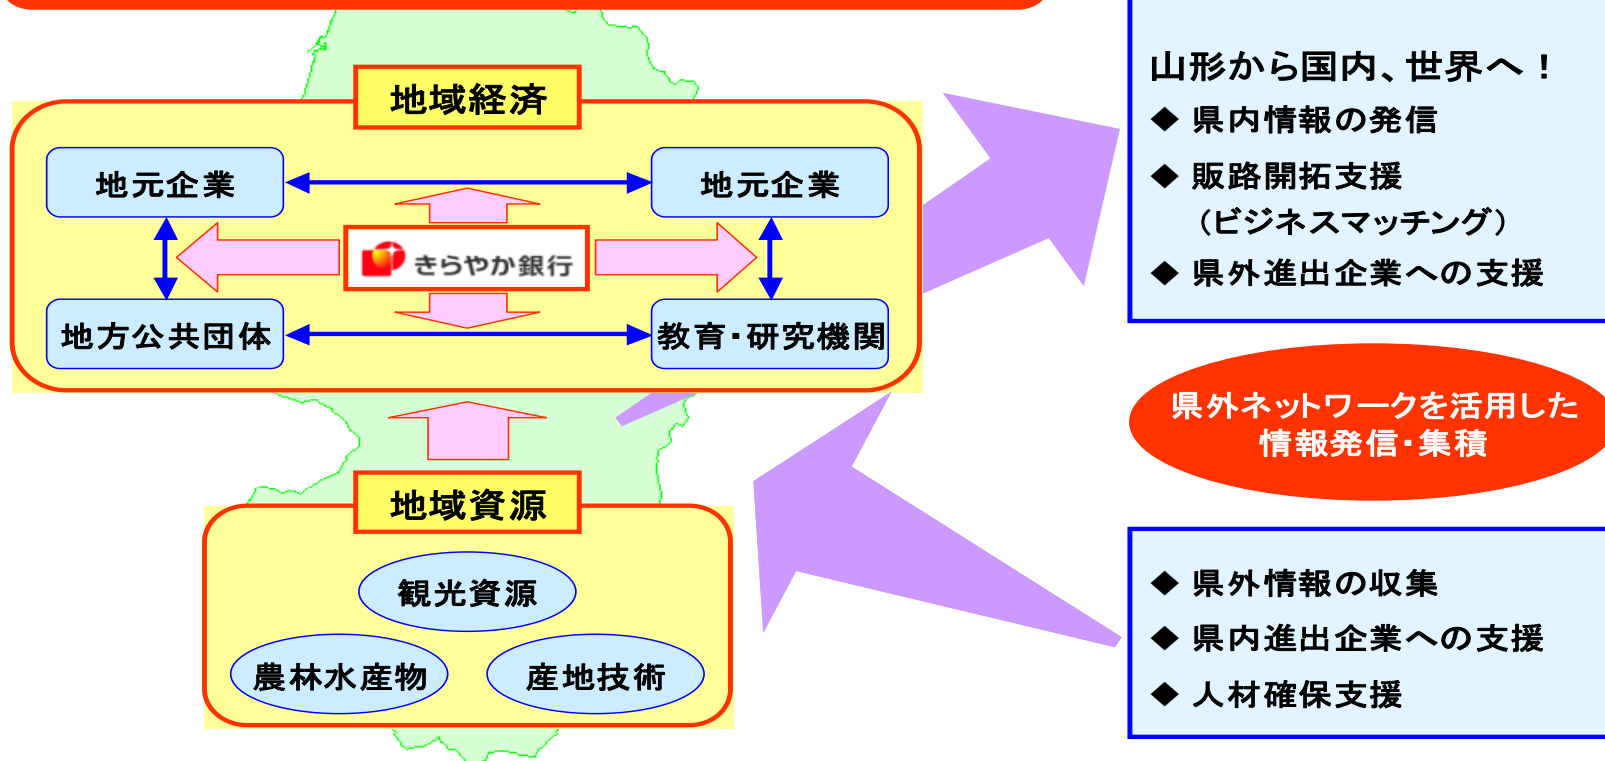 地域経済
地元企業
地元企業
きらやか銀行
地方公共団体
教育・研究機関
地域資源
観光資源
農林水産物
産地技術
山形から国内、世界へ！
◆ 県内情報の発信
◆ 販路開拓支援
（ビジネスマッチング）
◆ 県外進出企業への支援
県外ネットワークを活用した
情報発信・集積
◆ 県外情報の収集
◆ 県内進出企業への支援
◆ 人材確保支援